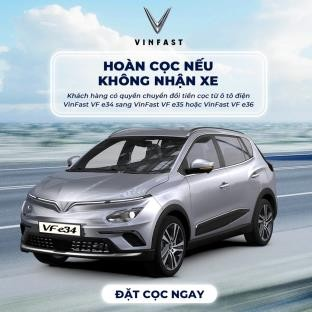 VINFAST
HOÀN CỌC NẾU
KHÔNG NHẬN XE
Khách hàng có quyền chuyển đổi tiền cọc từ ô tô điện
VinFast VF e34 sang VinFast VF e35 hoặc VinFast VF e36
VF e34
ĐẶT CỌC NGAY